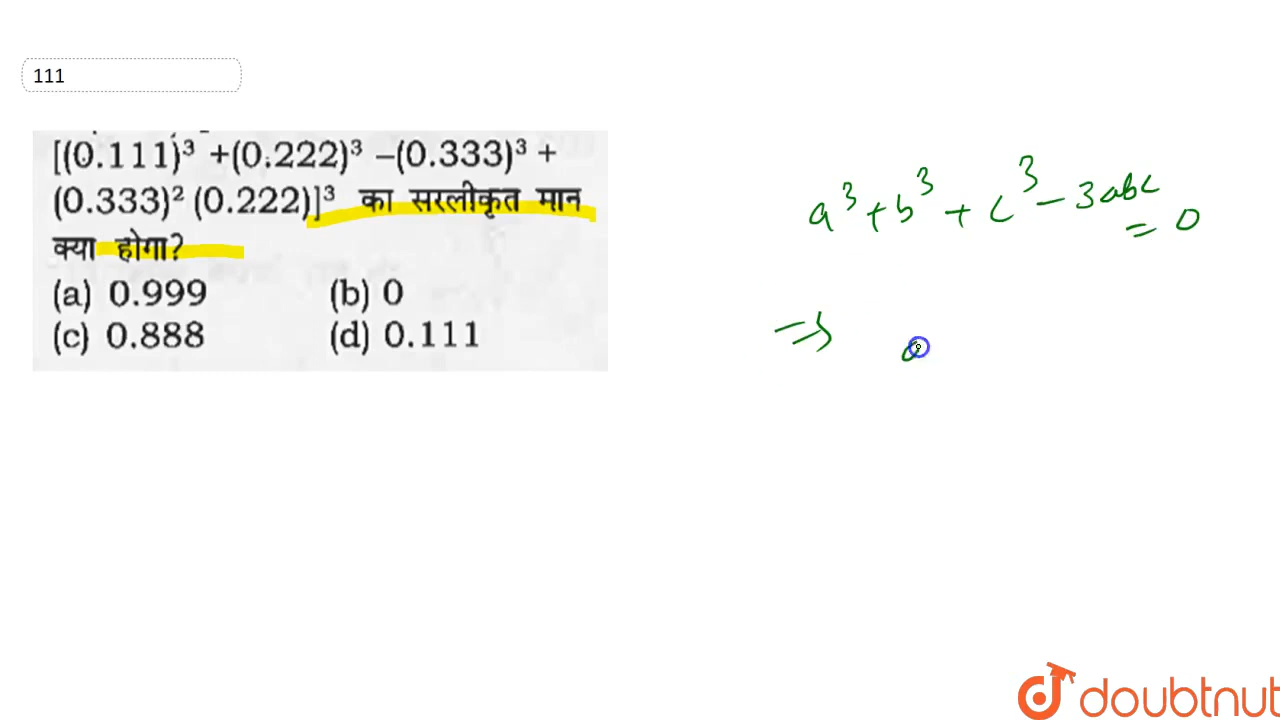 111
[(0.111)³ +(0.222)³ –(0.333)³ +
(0.333)² (0.222)]³ का सरलीकृत मान
क्या होगा?
(a) 0.999 (b) 0
(c) 0.888 (d) 0.111
a³ + b³ + c³ - 3abc
= 0
⇒ a
doubtnut